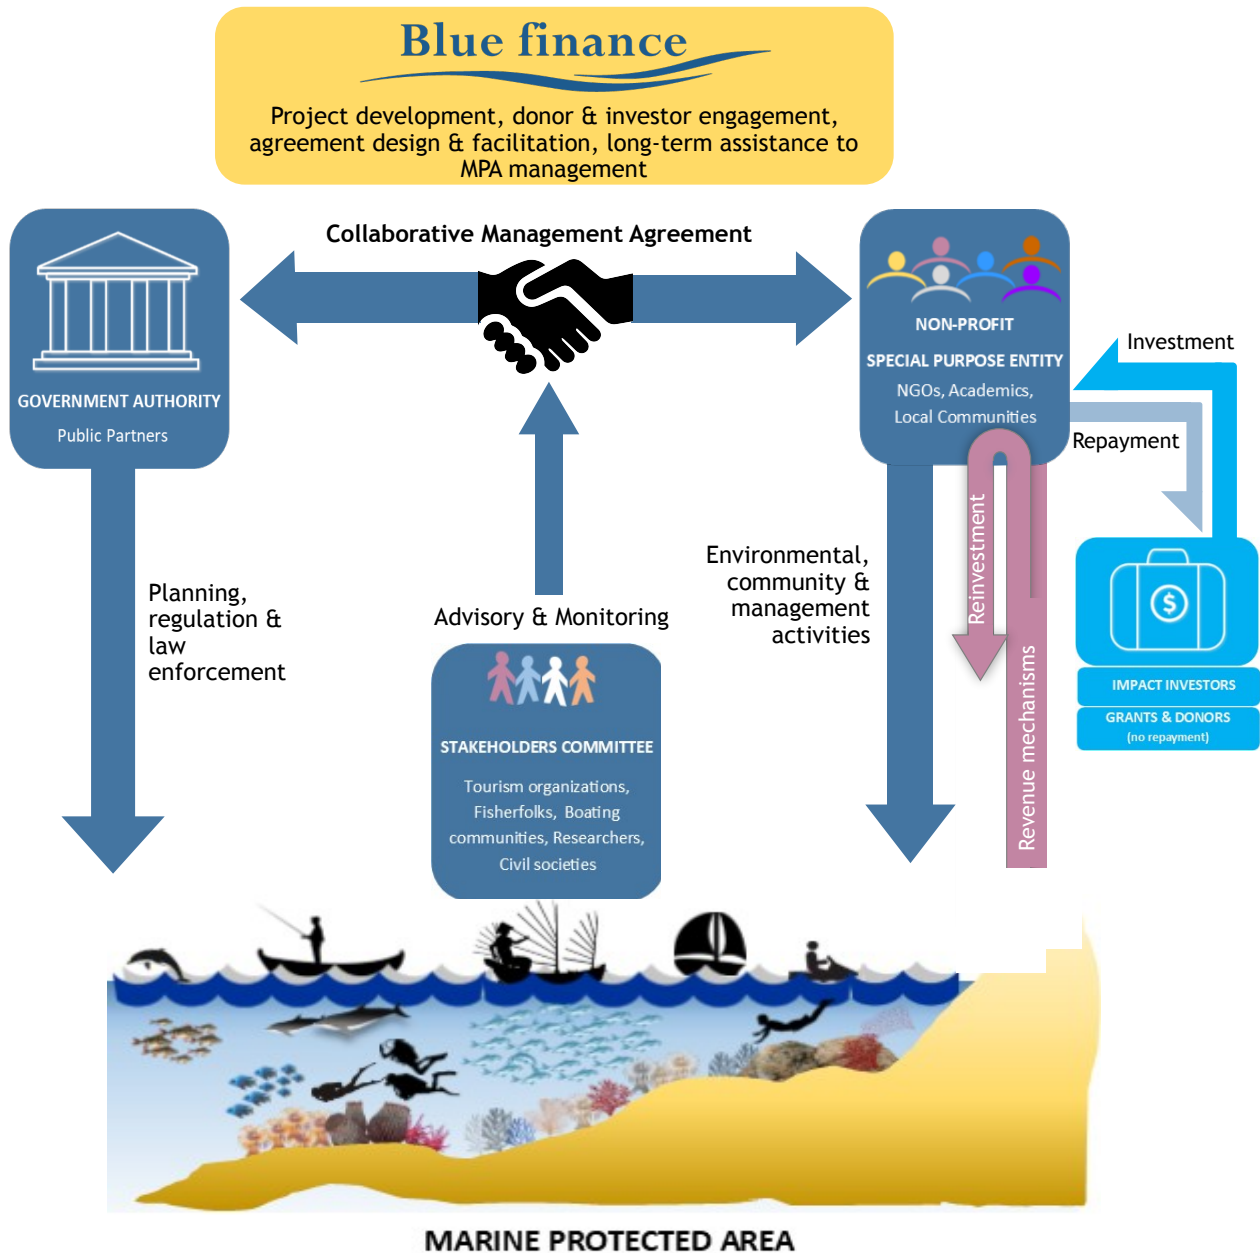 Blue finance
Project development, donor & investor engagement,
agreement design & facilitation, long-term assistance to
MPA management
Collaborative Management Agreement
GOVERNMENT AUTHORITY
Public Partners
NON-PROFIT
SPECIAL PURPOSE ENTITY
NGOs, Academics,
Local Communities
Investment
Repayment
Reinvestment
Revenue mechanisms
$
IMPACT INVESTORS
GRANTS & DONORS
(no repayment)
Planning,
regulation &
law
enforcement
Environmental,
community &
management
activities
Advisory & Monitoring
STAKEHOLDERS COMMITTEE
Tourism organizations,
Fisherfolks, Boating
communities, Researchers,
Civil societies
MARINE PROTECTED AREA